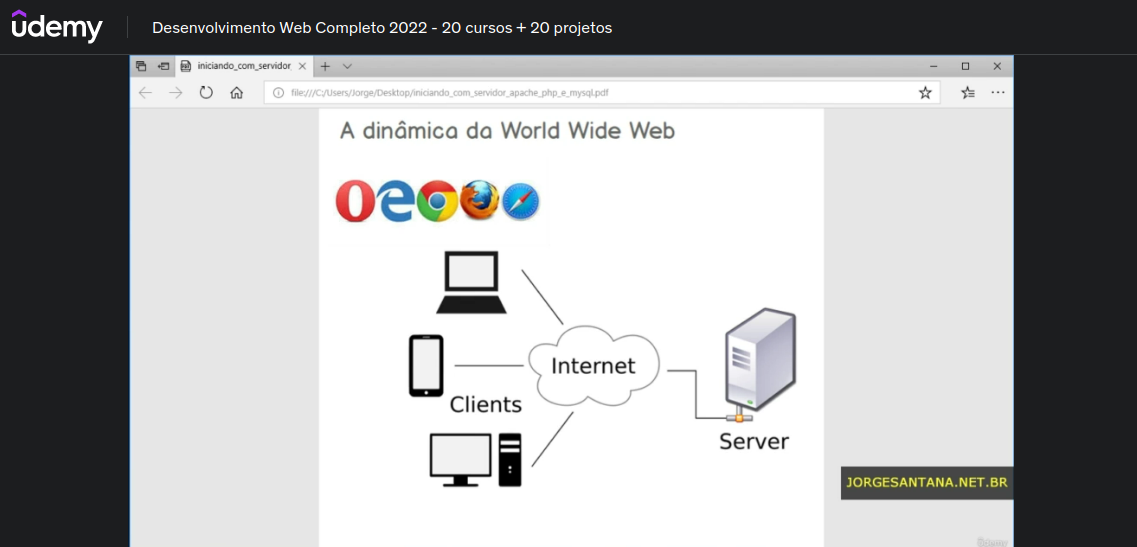 udemy
Desenvolvimento Web Completo 2022 - 20 cursos + 20 projetos
iniciando_com_servidor
file:///C:/Users/Jorge/Desktop/iniciando_com_servidor_apache_php_e_mysql.pdf
A dinâmica da World Wide Web
Internet
Clients
Server
JORGESANTANA.NET.BR
Udemy